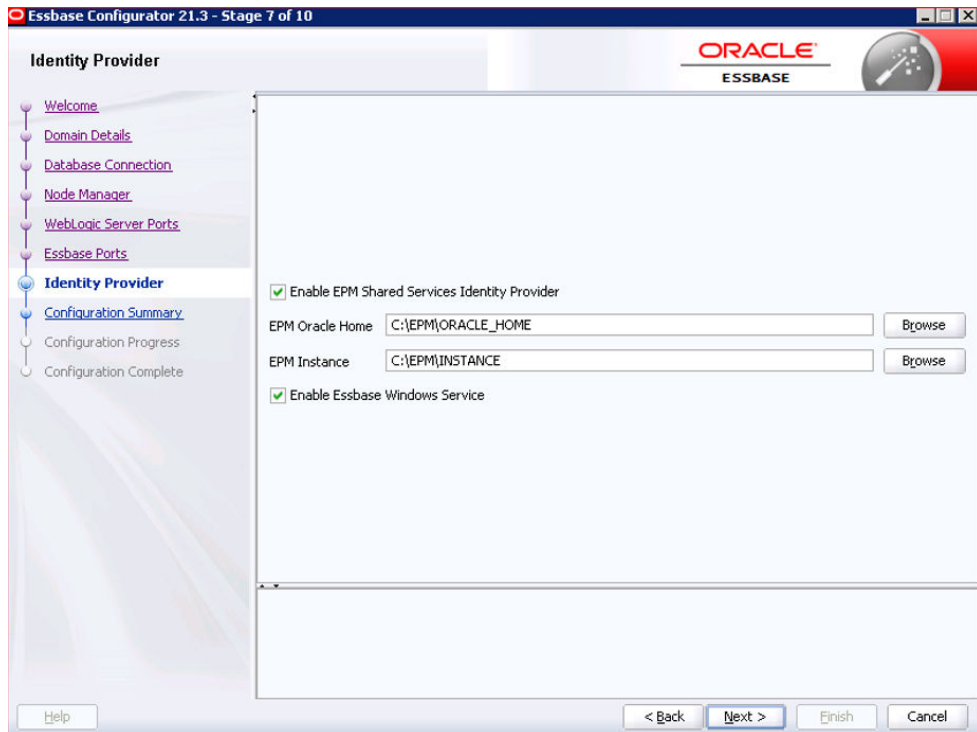 Essbase Configurator 21.3 - Stage 7 of 10
Identity Provider
ORACLE
ESSBASE
Welcome
Domain Details
Database Connection
Node Manager
WebLogic Server Ports
Essbase Ports
Identity Provider
Configuration Summary
Configuration Progress
Configuration Complete
Enable EPM Shared Services Identity Provider
EPM Oracle Home C:\EPM\ORACLE_HOME Browse
EPM Instance C:\EPM\INSTANCE Browse
Enable Essbase Windows Service
Help < Back Next > Finish Cancel